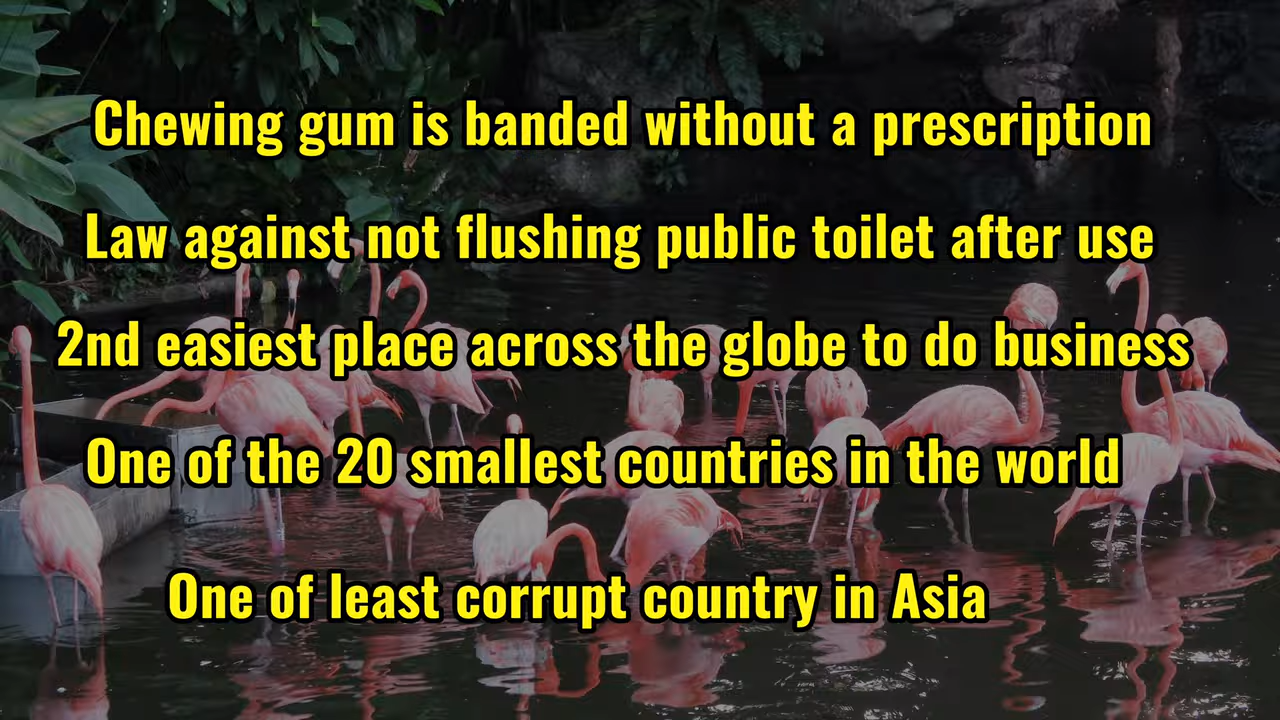 Chewing gum is banded without a prescription
Law against not flushing public toilet after use
2nd easiest place across the globe to do business
One of the 20 smallest countries in the world
One of least corrupt country in Asia